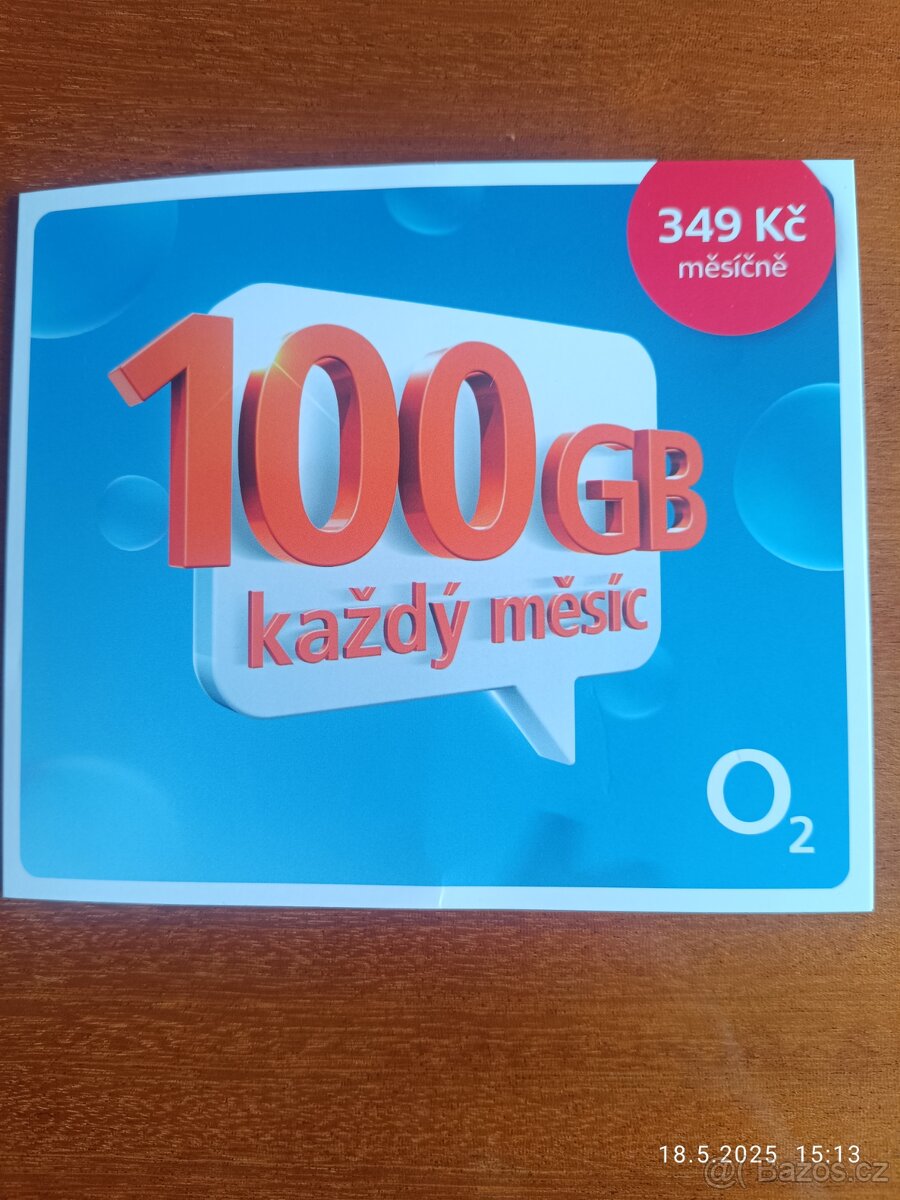 349 Kč
měsíčně
100GB
každý měsíc
O2
18.5.2025 15:13
@Bazos.cz